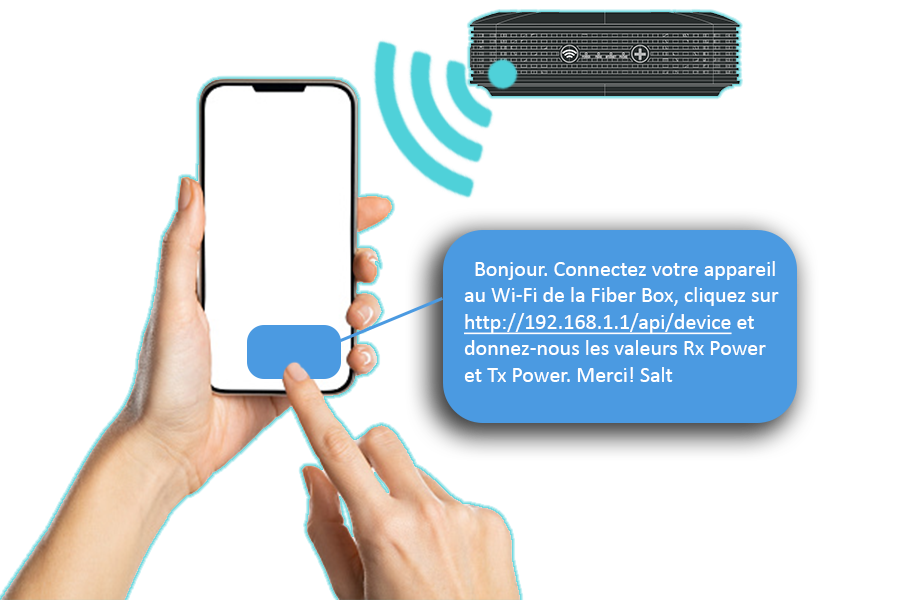 Bonjour. Connectez votre appareil
au Wi-Fi de la Fiber Box, cliquez sur
http://192.168.1.1/api/device et
donnez-nous les valeurs Rx Power
et Tx Power. Merci! Salt